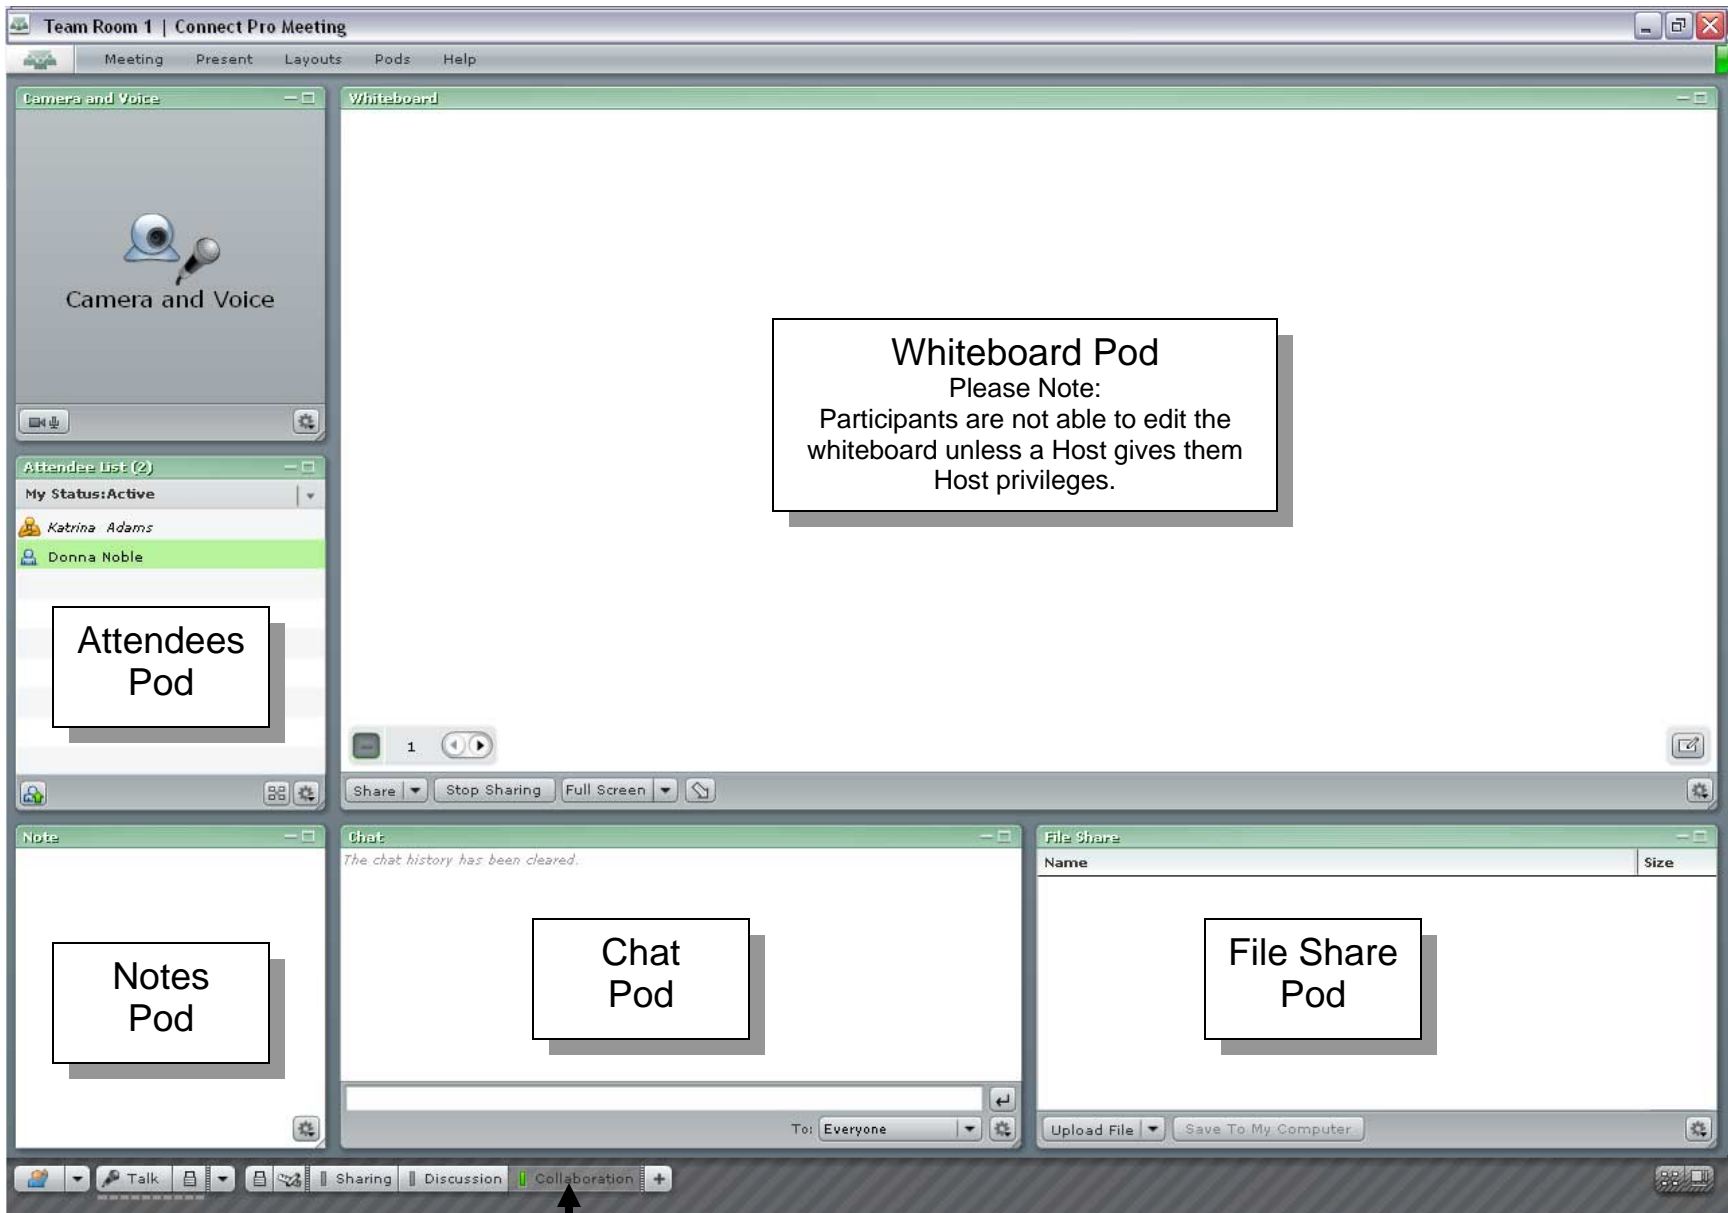 Team Room 1 | Connect Pro Meeting
Meeting Present Layouts Pods Help
Camera and Voice
Camera and Voice
Attendee List (2)
My Status:Active
Katrina Adams
Donna Noble
Attendees
Pod
Whiteboard
Whiteboard Pod
Please Note:
Participants are not able to edit the
whiteboard unless a Host gives them
Host privileges.
1
Share Stop Sharing Full Screen
Note
Notes
Pod
Chat
The chat history has been cleared.
Chat
Pod
To: Everyone
File Share
Name Size
File Share
Pod
Upload File Save To My Computer
Talk Sharing Discussion Collaboration +